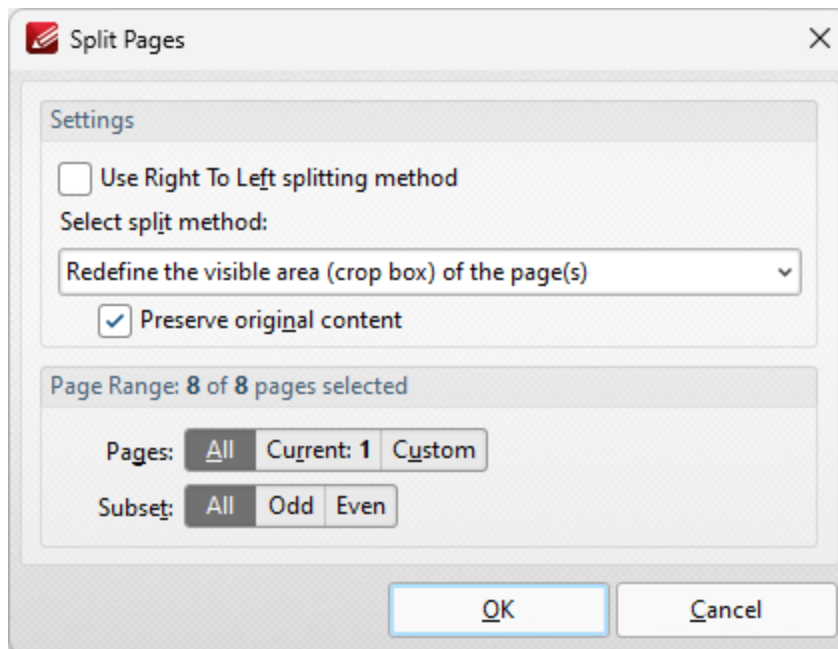 Split Pages
Settings
Use Right To Left splitting method
Select split method:
Redefine the visible area (crop box) of the page(s)
Preserve original content
Page Range: 8 of 8 pages selected
Pages: All Current: 1 Custom
Subset: All Odd Even
OK Cancel